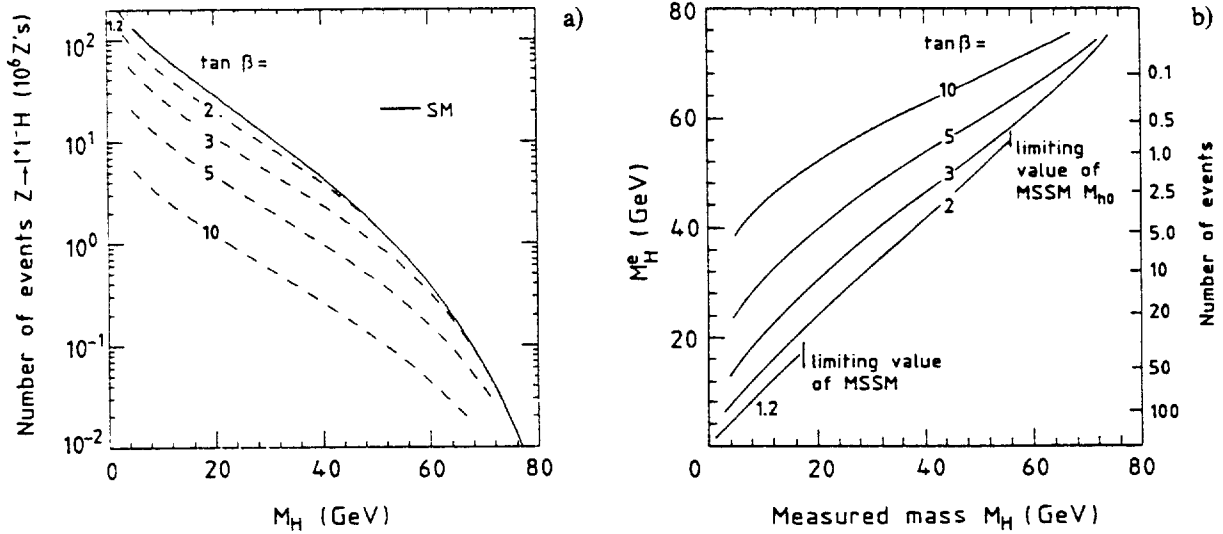 a)
Number of events Z→l⁺l⁻H (10⁶Z's)
10²
10¹
10⁰
10⁻¹
10⁻²
1.2
tan β =
2
3
5
10
SM
0 20 40 60 80
M_H (GeV)
b)
M_H^e (GeV)
80
60
40
20
0
tan β =
10
5
3
2
1.2
limiting
value of
MSSM M_h0
limiting value
of MSSM
0.1
0.5
1.0
2.5
5.0
10
20
50
100
Number of events
20 40 60 80
Measured mass M_H (GeV)